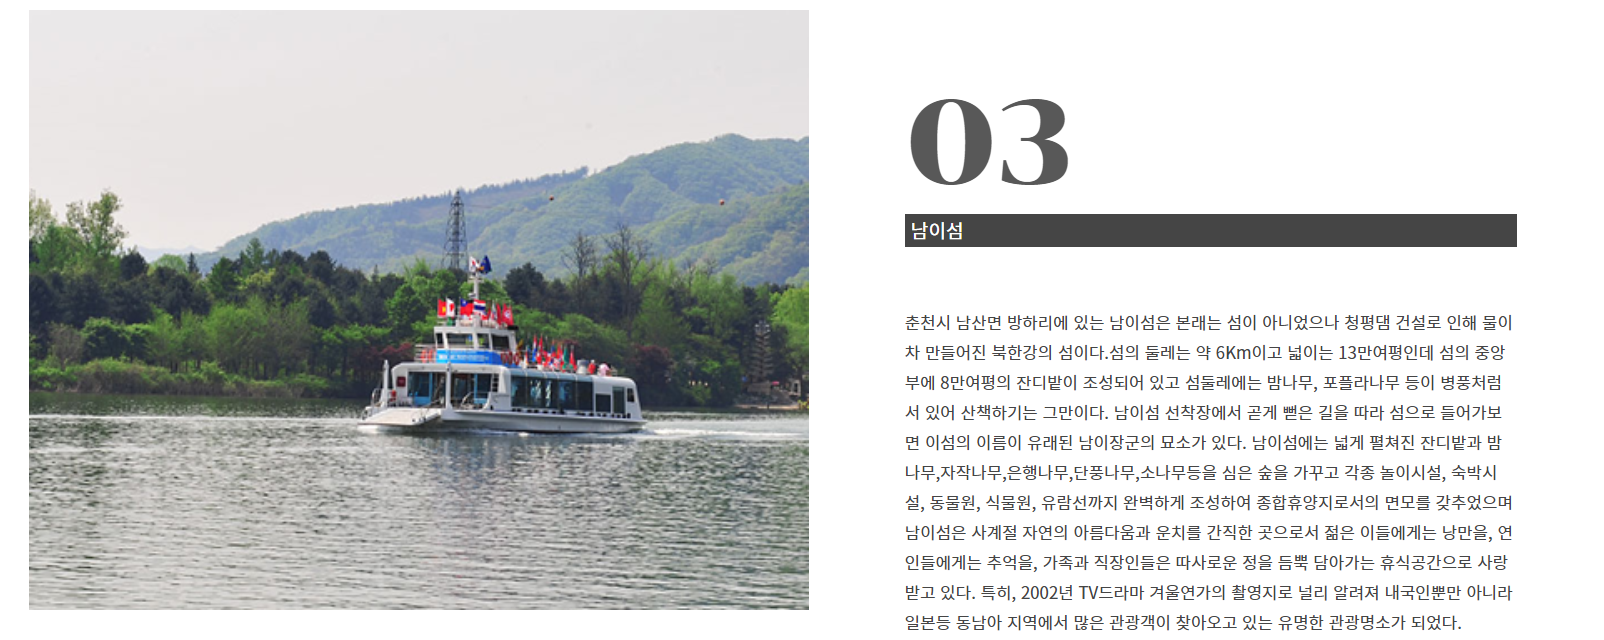 03
남이섬
춘천시 남산면 방하리에 있는 남이섬은 본래는 섬이 아니었으나 청평댐 건설로 인해 물이
차 만들어진 북한강의 섬이다.섬의 둘레는 약 6Km이고 넓이는 13만여평인데 섬의 중앙
부에 8만여평의 잔디밭이 조성되어 있고 섬둘레에는 밤나무, 포플라나무 등이 병풍처럼
서 있어 산책하기는 그만이다. 남이섬 선착장에서 곧게 뻗은 길을 따라 섬으로 들어가보
면 이섬의 이름이 유래된 남이장군의 묘소가 있다. 남이섬에는 넓게 펼쳐진 잔디밭과 밤
나무,자작나무,은행나무,단풍나무,소나무등을 심은 숲을 가꾸고 각종 놀이시설, 숙박시
설, 동물원, 식물원, 유람선까지 완벽하게 조성하여 종합휴양지로서의 면모를 갖추었으며
남이섬은 사계절 자연의 아름다움과 운치를 간직한 곳으로서 젊은 이들에게는 낭만을, 연
인들에게는 추억을, 가족과 직장인들은 따사로운 정을 듬뿍 담아가는 휴식공간으로 사랑
받고 있다. 특히, 2002년 TV드라마 겨울연가의 촬영지로 널리 알려져 내국인뿐만 아니라
일본등 동남아 지역에서 많은 관광객이 찾아오고 있는 유명한 관광명소가 되었다.